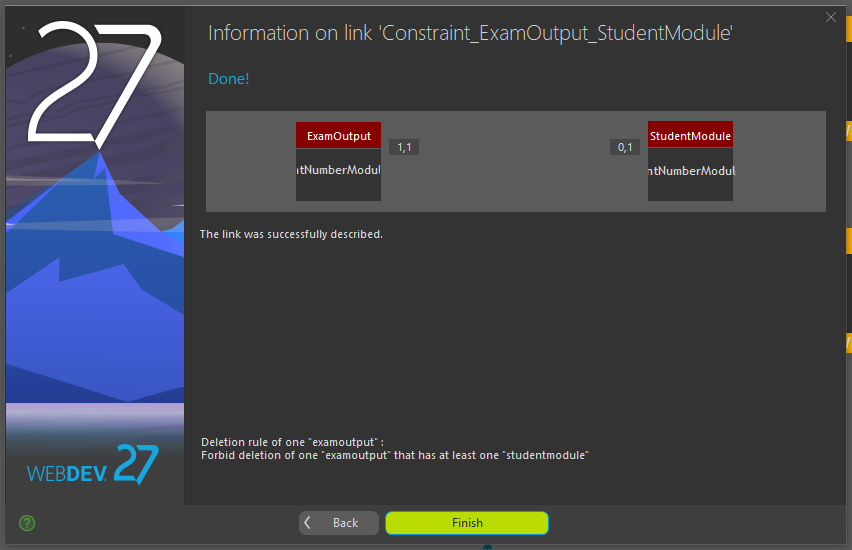 27
Information on link 'Constraint_ExamOutput_StudentModule'
Done!
ExamOutput
1,1
0,1
StudentModule
ntNumberModul
ntNumberModul
The link was successfully described.
Deletion rule of one "examoutput" :
Forbid deletion of one "examoutput" that has at least one "studentmodule"
WEBDEV 27
?
Back
Finish